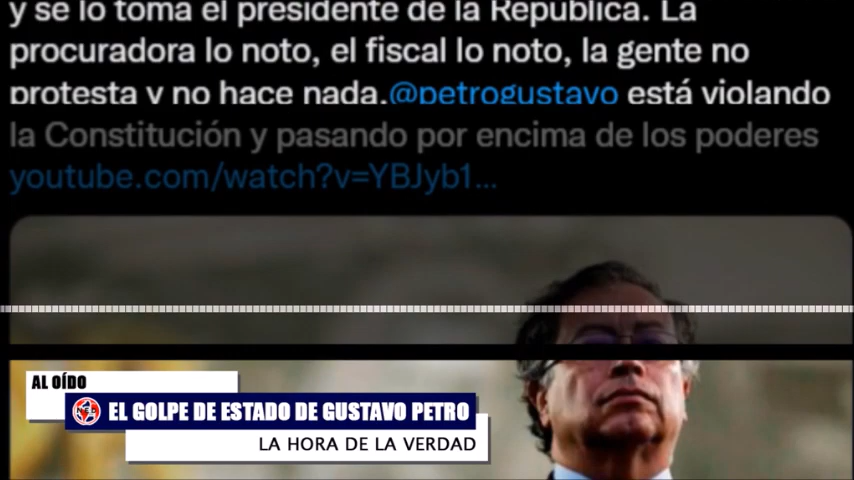 y se lo toma el presidente de la República. La
procuradora lo noto, el fiscal lo noto, la gente no
protesta y no hace nada.@petrogustavo está violando
la Constitución y pasando por encima de los poderes
youtube.com/watch?v=YBJyb1...
AL OÍDO
EL GOLPE DE ESTADO DE GUSTAVO PETRO
LA HORA DE LA VERDAD